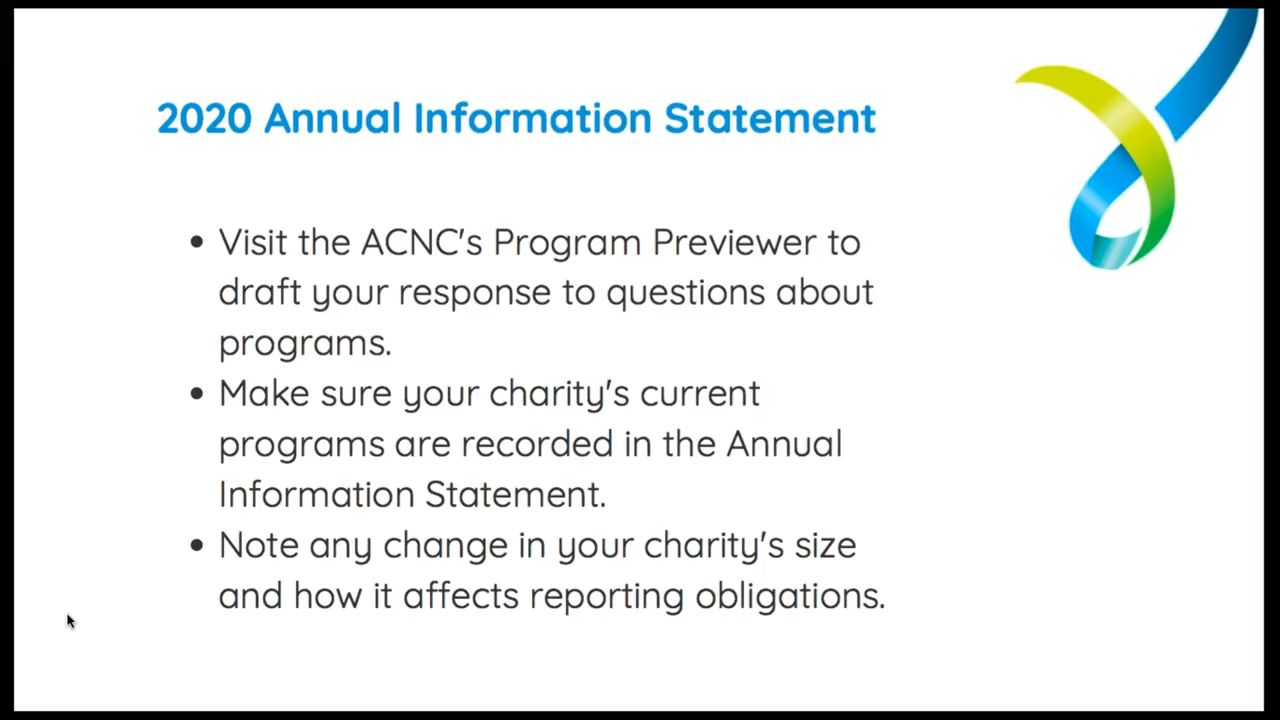 2020 Annual Information Statement
• Visit the ACNC's Program Previewer to
draft your response to questions about
programs.
• Make sure your charity's current
programs are recorded in the Annual
Information Statement.
• Note any change in your charity's size
and how it affects reporting obligations.